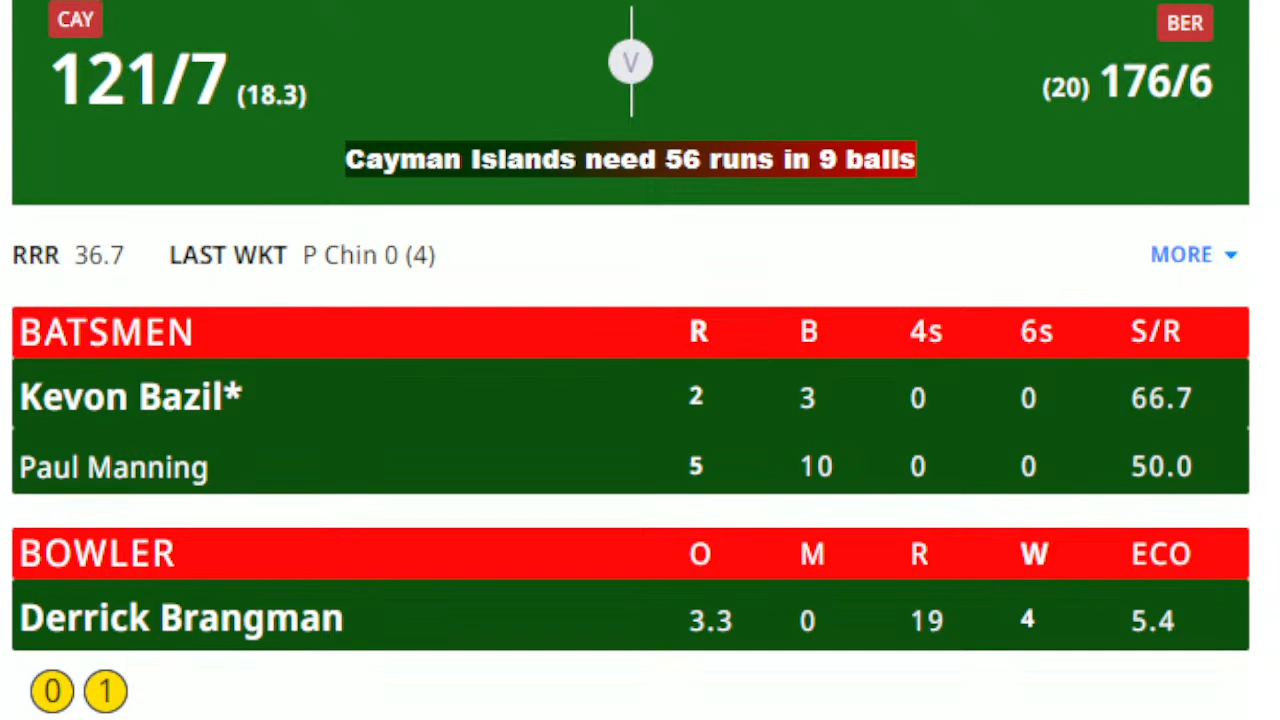 CAY
BER
121/7 (18.3)
V
(20) 176/6
Cayman Islands need 56 runs in 9 balls
RRR 36.7 LAST WKT P Chin 0 (4)
MORE
BATSMEN R B 4s 6s S/R
Kevon Bazil* 2 3 0 0 66.7
Paul Manning 5 10 0 0 50.0
BOWLER O M R W ECO
Derrick Brangman 3.3 0 19 4 5.4
0 1